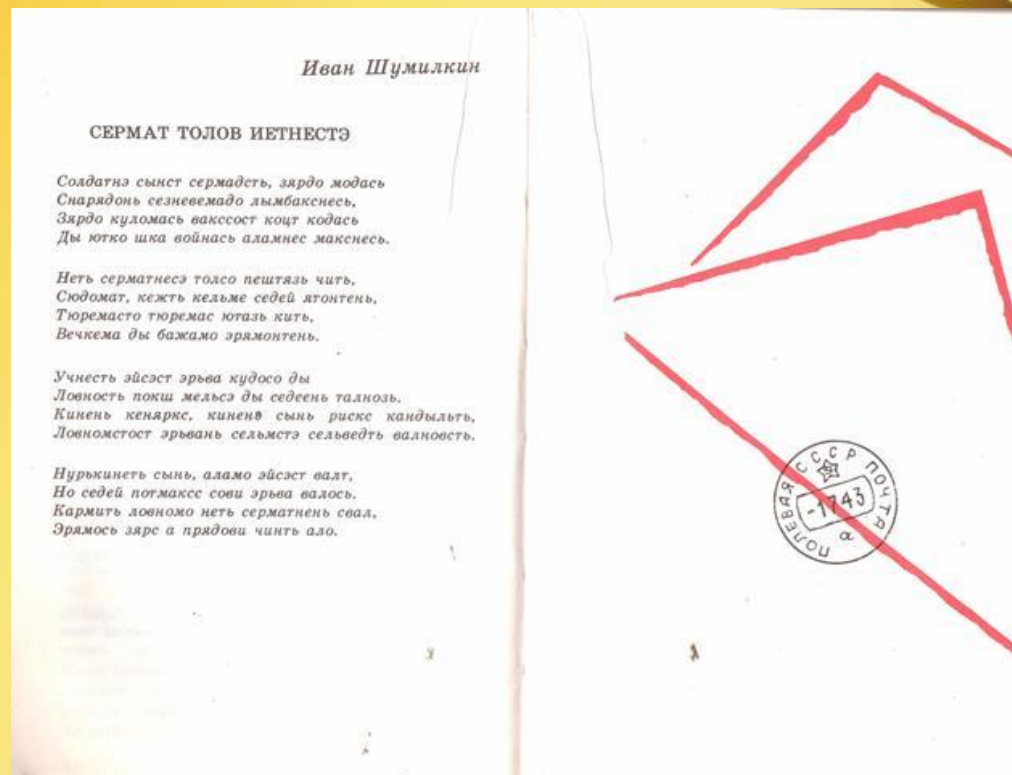 Иван Шумилкин
СЕРМАТ ТОЛОВ ИЕТНЕСТЭ
Солдатнэ сынст сермадсть, зярдо модась
Снарядонь сезневемадо лымбакснесь,
Зярдо куломась вакссост коцт кодась
Ды ютко шка войнась аламнес макснесь.
Неть серматнесэ толсо пештязь чить,
Сюдомат, кежть кельме седей ятонтень,
Тюремасто тюремас ютазь кить,
Вечкема ды бажамо эрямонтень.
Учнесть эйсэст эрьва кудосо ды
Ловность покш мельсэ ды седеень талнозь.
Кинень кеняркс, кинень сынь рискс кандыльть,
Ловномстост эрьвань сельмстэ сельведть валновсть.
Нурькинеть сынь, аламо эйсэст валт,
Но седей потмаксс сови эрьва валось.
Кармить ловномо неть серматнень свал,
Эрямось зярс а прядови чинть ало.
ПОЛЕВАЯ СССР ПОЧТА
-1743
а